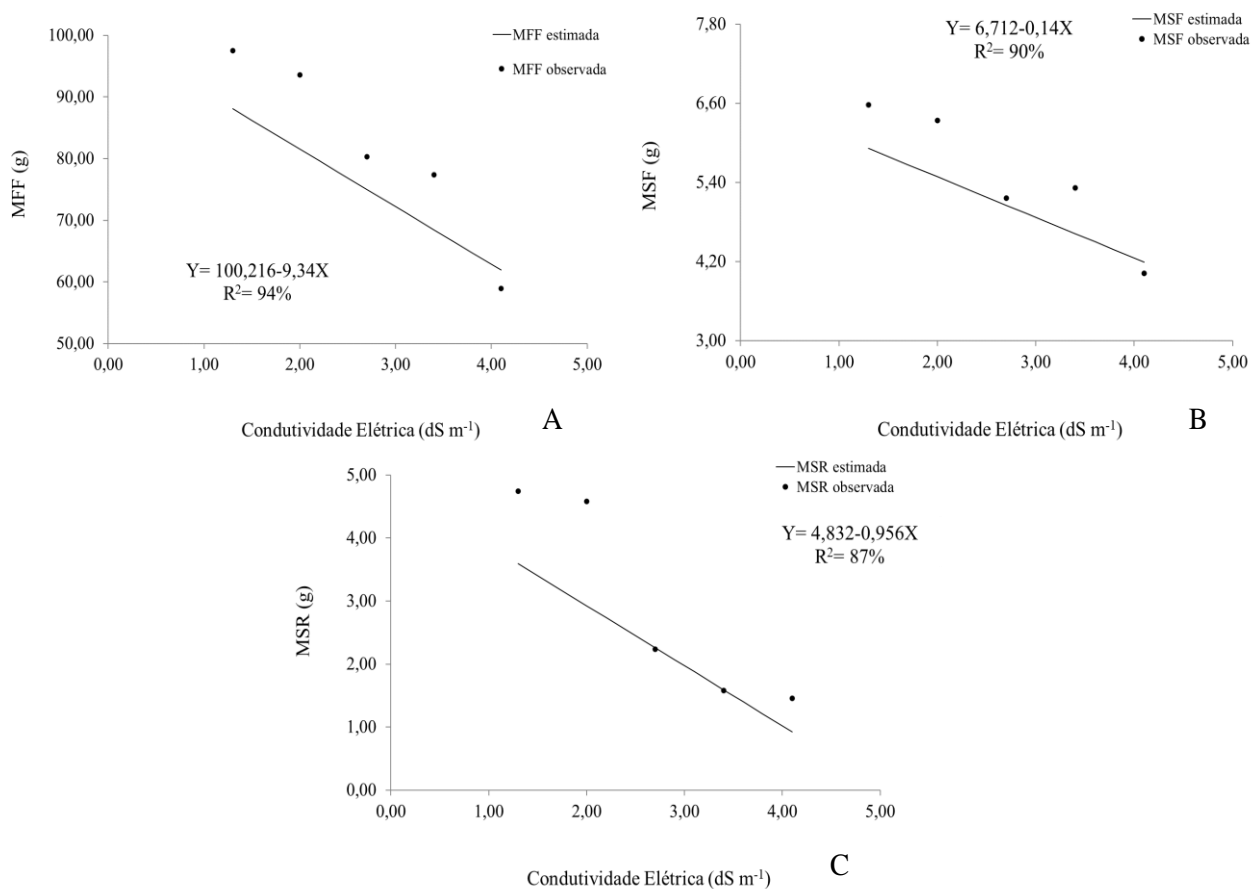 100,00
90,00
80,00
70,00
60,00
50,00
MFF (g)
MFF estimada
MFF observada
Y= 100,216-9,34X
R²= 94%
0,00 1,00 2,00 3,00 4,00 5,00
Condutividade Elétrica (dS m⁻¹)
A
7,80
6,60
5,40
4,20
3,00
MSF (g)
Y= 6,712-0,14X
R²= 90%
MSF estimada
MSF observada
0,00 1,00 2,00 3,00 4,00 5,00
Condutividade Elétrica (dS m⁻¹)
B
5,00
4,00
3,00
2,00
1,00
0,00
MSR (g)
MSR estimada
MSR observada
Y= 4,832-0,956X
R²= 87%
0,00 1,00 2,00 3,00 4,00 5,00
Condutividade Elétrica (dS m⁻¹)
C